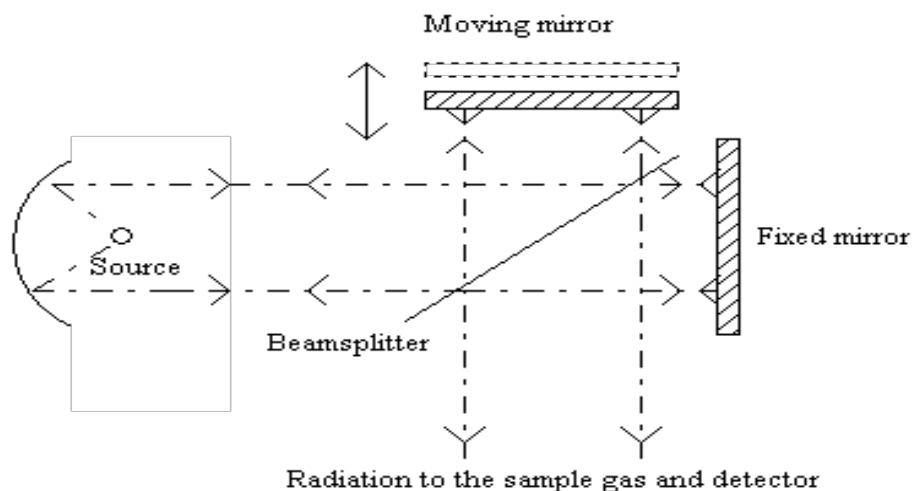 Moving mirror
Fixed mirror
Source
Beamsplitter
Radiation to the sample gas and detector